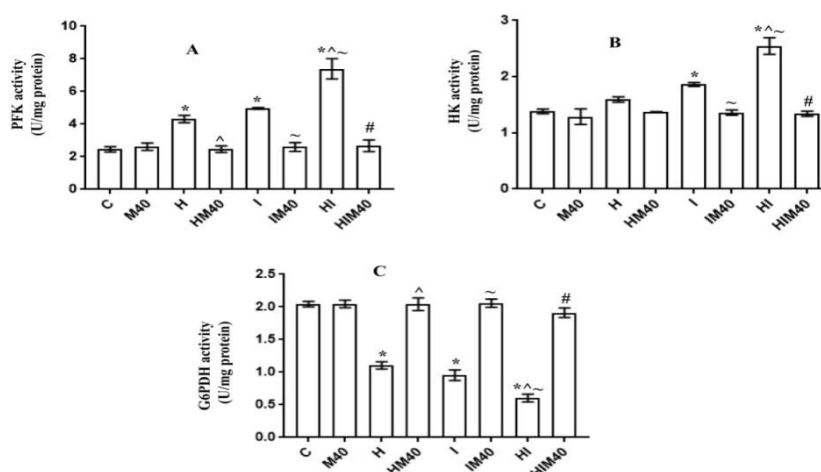 A
PFK activity
(U/mg protein)
10
8
6
4
2
0
*
^
*
~
*^~
#
C
M40
H
HM40
I
IM40
HI
HIM40
B
HK activity
(U/mg protein)
3
2
1
0
*
~
*^~
#
C
M40
H
HM40
I
IM40
HI
HIM40
C
G6PDH activity
(U/mg protein)
2.5
2.0
1.5
1.0
0.5
0.0
*
^
*
~
*^~
#
C
M40
H
HM40
I
IM40
HI
HIM40